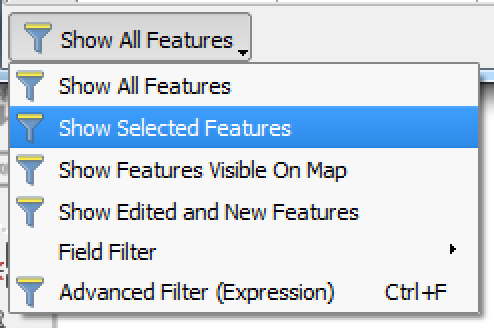 Show All Features
Show All Features
Show Selected Features
Show Features Visible On Map
Show Edited and New Features
Field Filter
Advanced Filter (Expression) Ctrl+F